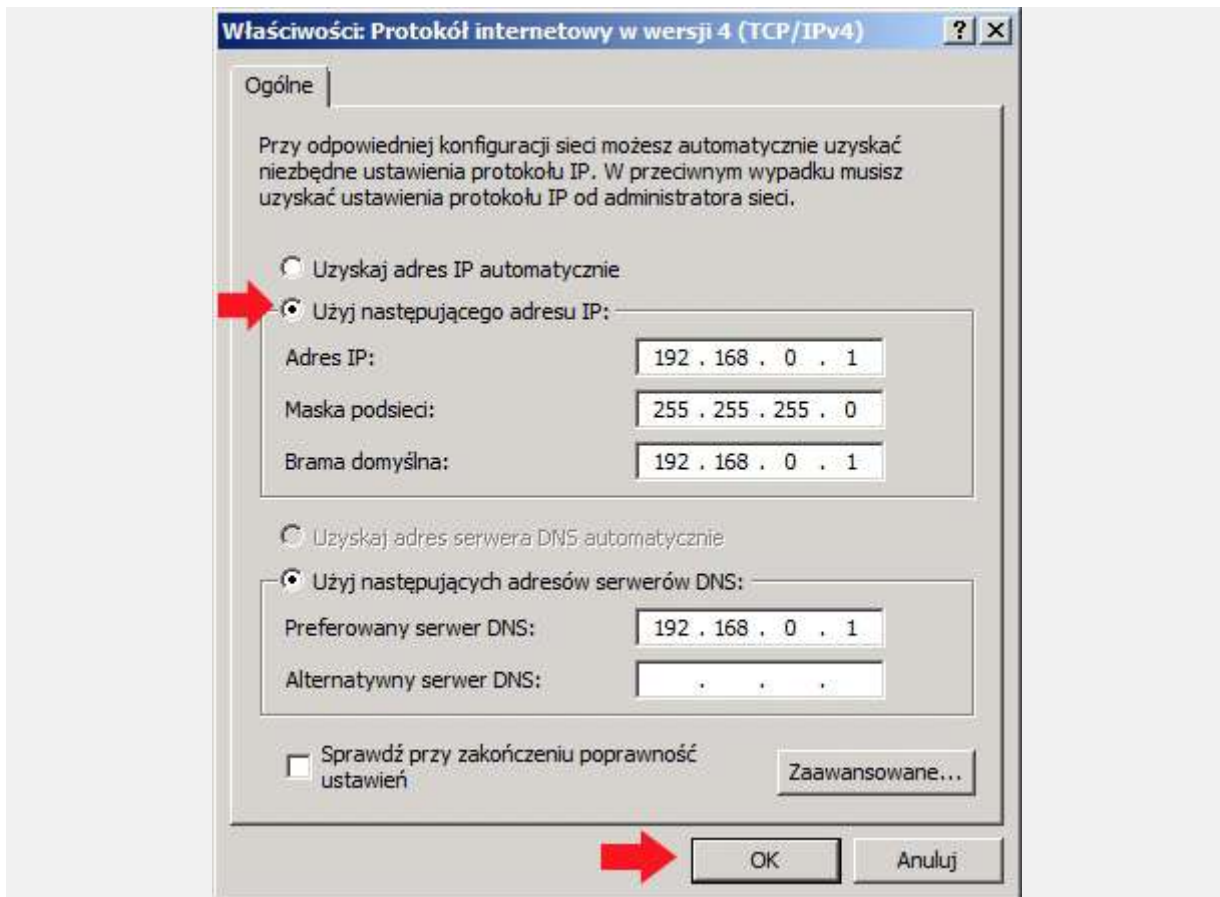 Właściwości: Protokół internetowy w wersji 4 (TCP/IPv4)
Ogólne
Przy odpowiedniej konfiguracji sieci możesz automatycznie uzyskać
niezbędne ustawienia protokołu IP. W przeciwnym wypadku musisz
uzyskać ustawienia protokołu IP od administratora sieci.
Uzyskaj adres IP automatycznie
Użyj następującego adresu IP:
Adres IP: 192 . 168 . 0 . 1
Maska podsieci: 255 . 255 . 255 . 0
Brama domyślna: 192 . 168 . 0 . 1
Uzyskaj adres serwera DNS automatycznie
Użyj następujących adresów serwerów DNS:
Preferowany serwer DNS: 192 . 168 . 0 . 1
Alternatywny serwer DNS: . . .
Sprawdź przy zakończeniu poprawność
ustawień
Zaawansowane...
OK Anuluj